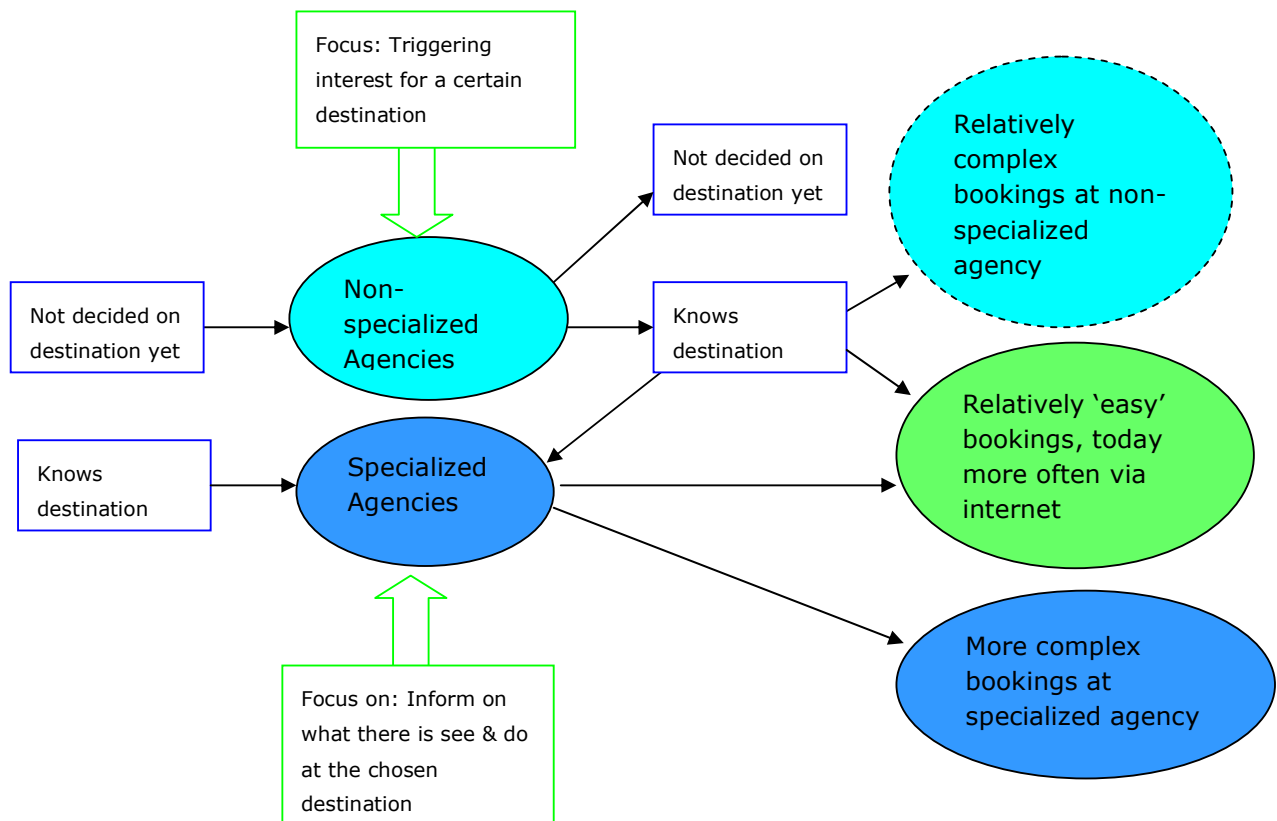 Focus: Triggering
interest for a certain
destination
Not decided on
destination yet
Relatively
complex
bookings at non-
specialized
agency
Not decided on
destination yet
Non-
specialized
Agencies
Knows
destination
Relatively ‘easy’
bookings, today
more often via
internet
Knows
destination
Specialized
Agencies
More complex
bookings at
specialized agency
Focus on: Inform on
what there is see & do
at the chosen
destination